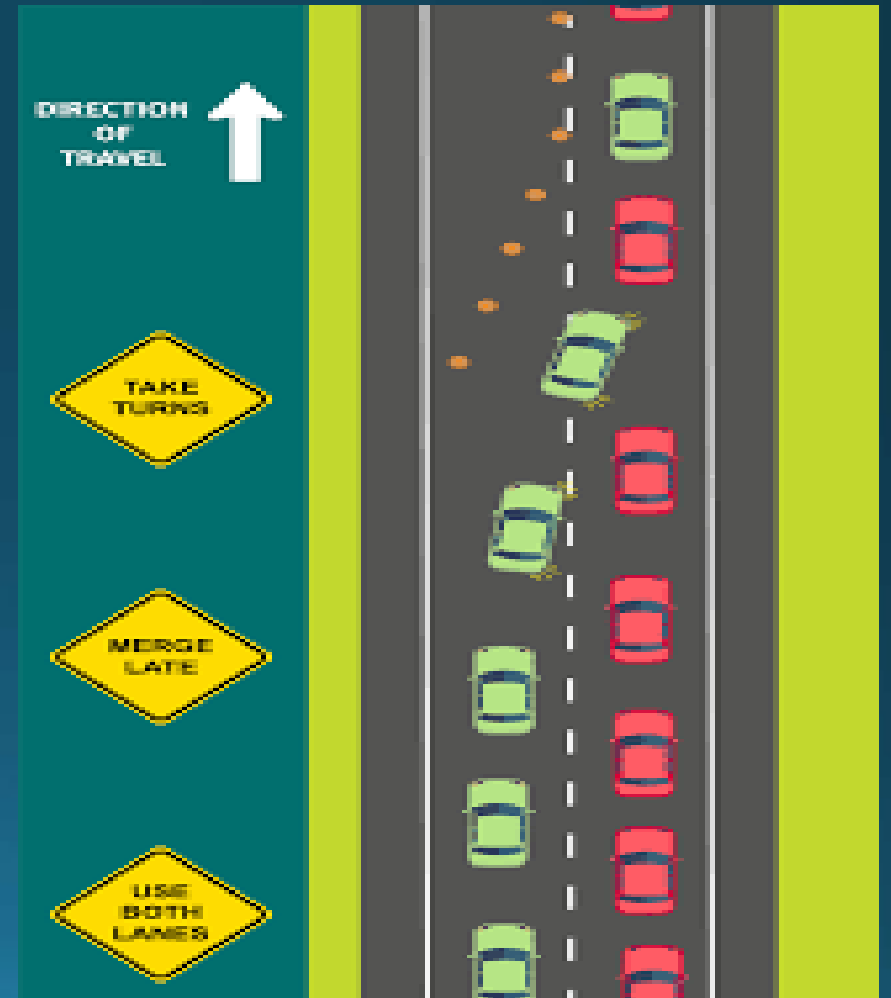 DIRECTION
OF
TRAVEL
TAKE
TURNS
MERGE
LATE
USE
BOTH
LANES